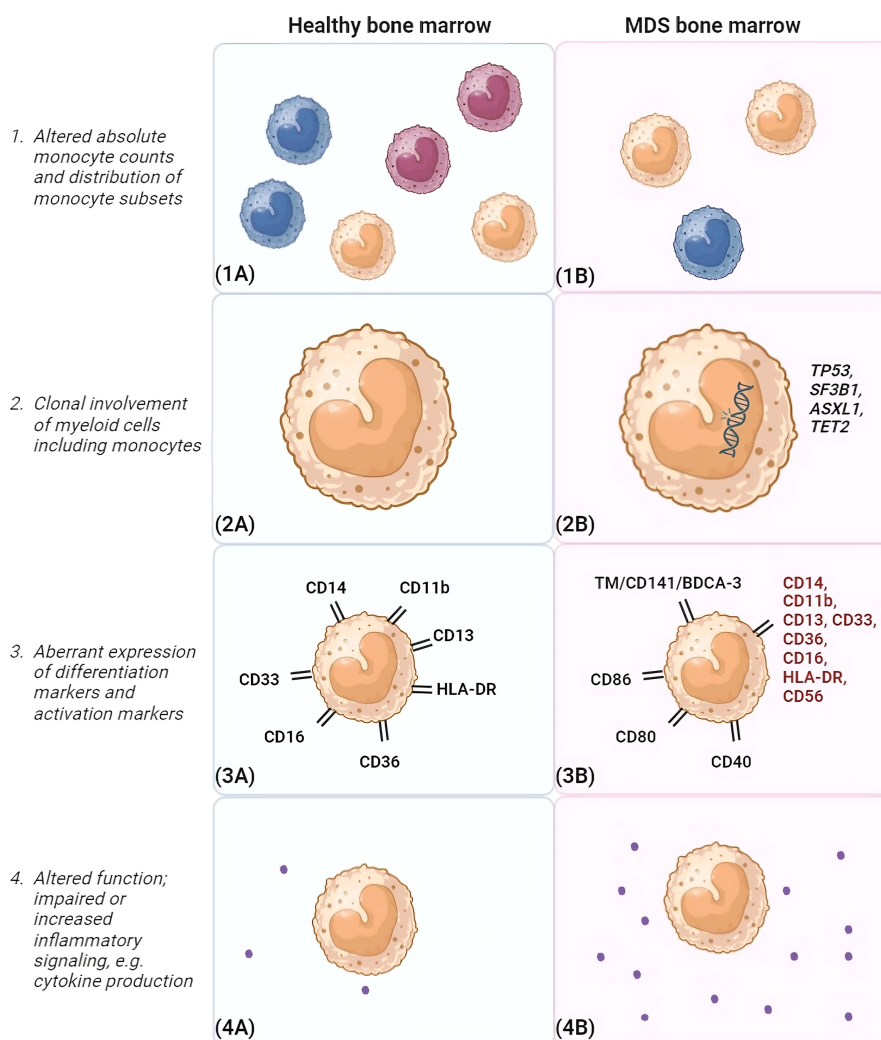 Healthy bone marrow
MDS bone marrow
1. Altered absolute
monocyte counts
and distribution of
monocyte subsets
(1A)
(1B)
2. Clonal involvement
of myeloid cells
including monocytes
(2A)
TP53,
SF3B1,
ASXL1,
TET2
(2B)
3. Aberrant expression
of differentiation
markers and
activation markers
CD14
CD11b
CD13
CD33
HLA-DR
CD16
CD36
(3A)
TM/CD141/BDCA-3
CD14,
CD11b,
CD13, CD33,
CD36,
CD16,
HLA-DR,
CD56
CD86
CD80
CD40
(3B)
4. Altered function;
impaired or
increased
inflammatory
signaling, e.g.
cytokine production
(4A)
(4B)